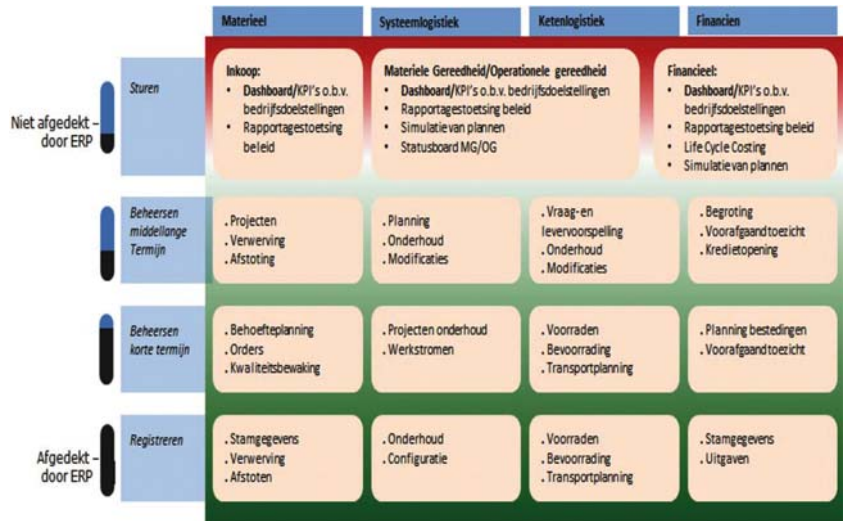 Materieel
Systeemlogistiek
Ketenlogistiek
Financien
Niet afgedekt –
door ERP
Sturen
Inkoop:
• Dashboard/KPI's o.b.v.
bedrijfsdoelstellingen
• Rapportagestoetsing
beleid
Materiele Gereedheid/Operationele gereedheid
• Dashboard/KPI's o.b.v. bedrijfsdoelstellingen
• Rapportagestoetsing beleid
• Simulatie van plannen
• Statusboard MG/OG
Financieel:
• Dashboard/KPI's o.b.v.
bedrijfsdoelstellingen
• Rapportagestoetsing beleid
• Life Cycle Costing
• Simulatie van plannen
Beheersen
middellange
Termijn
. Projecten
. Verwerving
. Afstoting
. Planning
. Onderhoud
. Modificaties
. Vraag- en
levervoorspelling
. Onderhoud
. Modificaties
. Begroting
. Voorafgaand toezicht
. Kredietopening
Beheersen
korte termijn
. Behoefteplanning
. Orders
. Kwaliteitsbewaking
. Projecten onderhoud
. Werkstromen
. Voorraden
. Bevoorrading
. Transportplanning
. Planning bestedingen
. Voorafgaand toezicht
Afgedekt –
door ERP
Registreren
. Stamgegevens
. Verwerving
. Afstoten
. Onderhoud
. Configuratie
. Voorraden
. Bevoorrading
. Transportplanning
. Stamgegevens
. Uitgaven